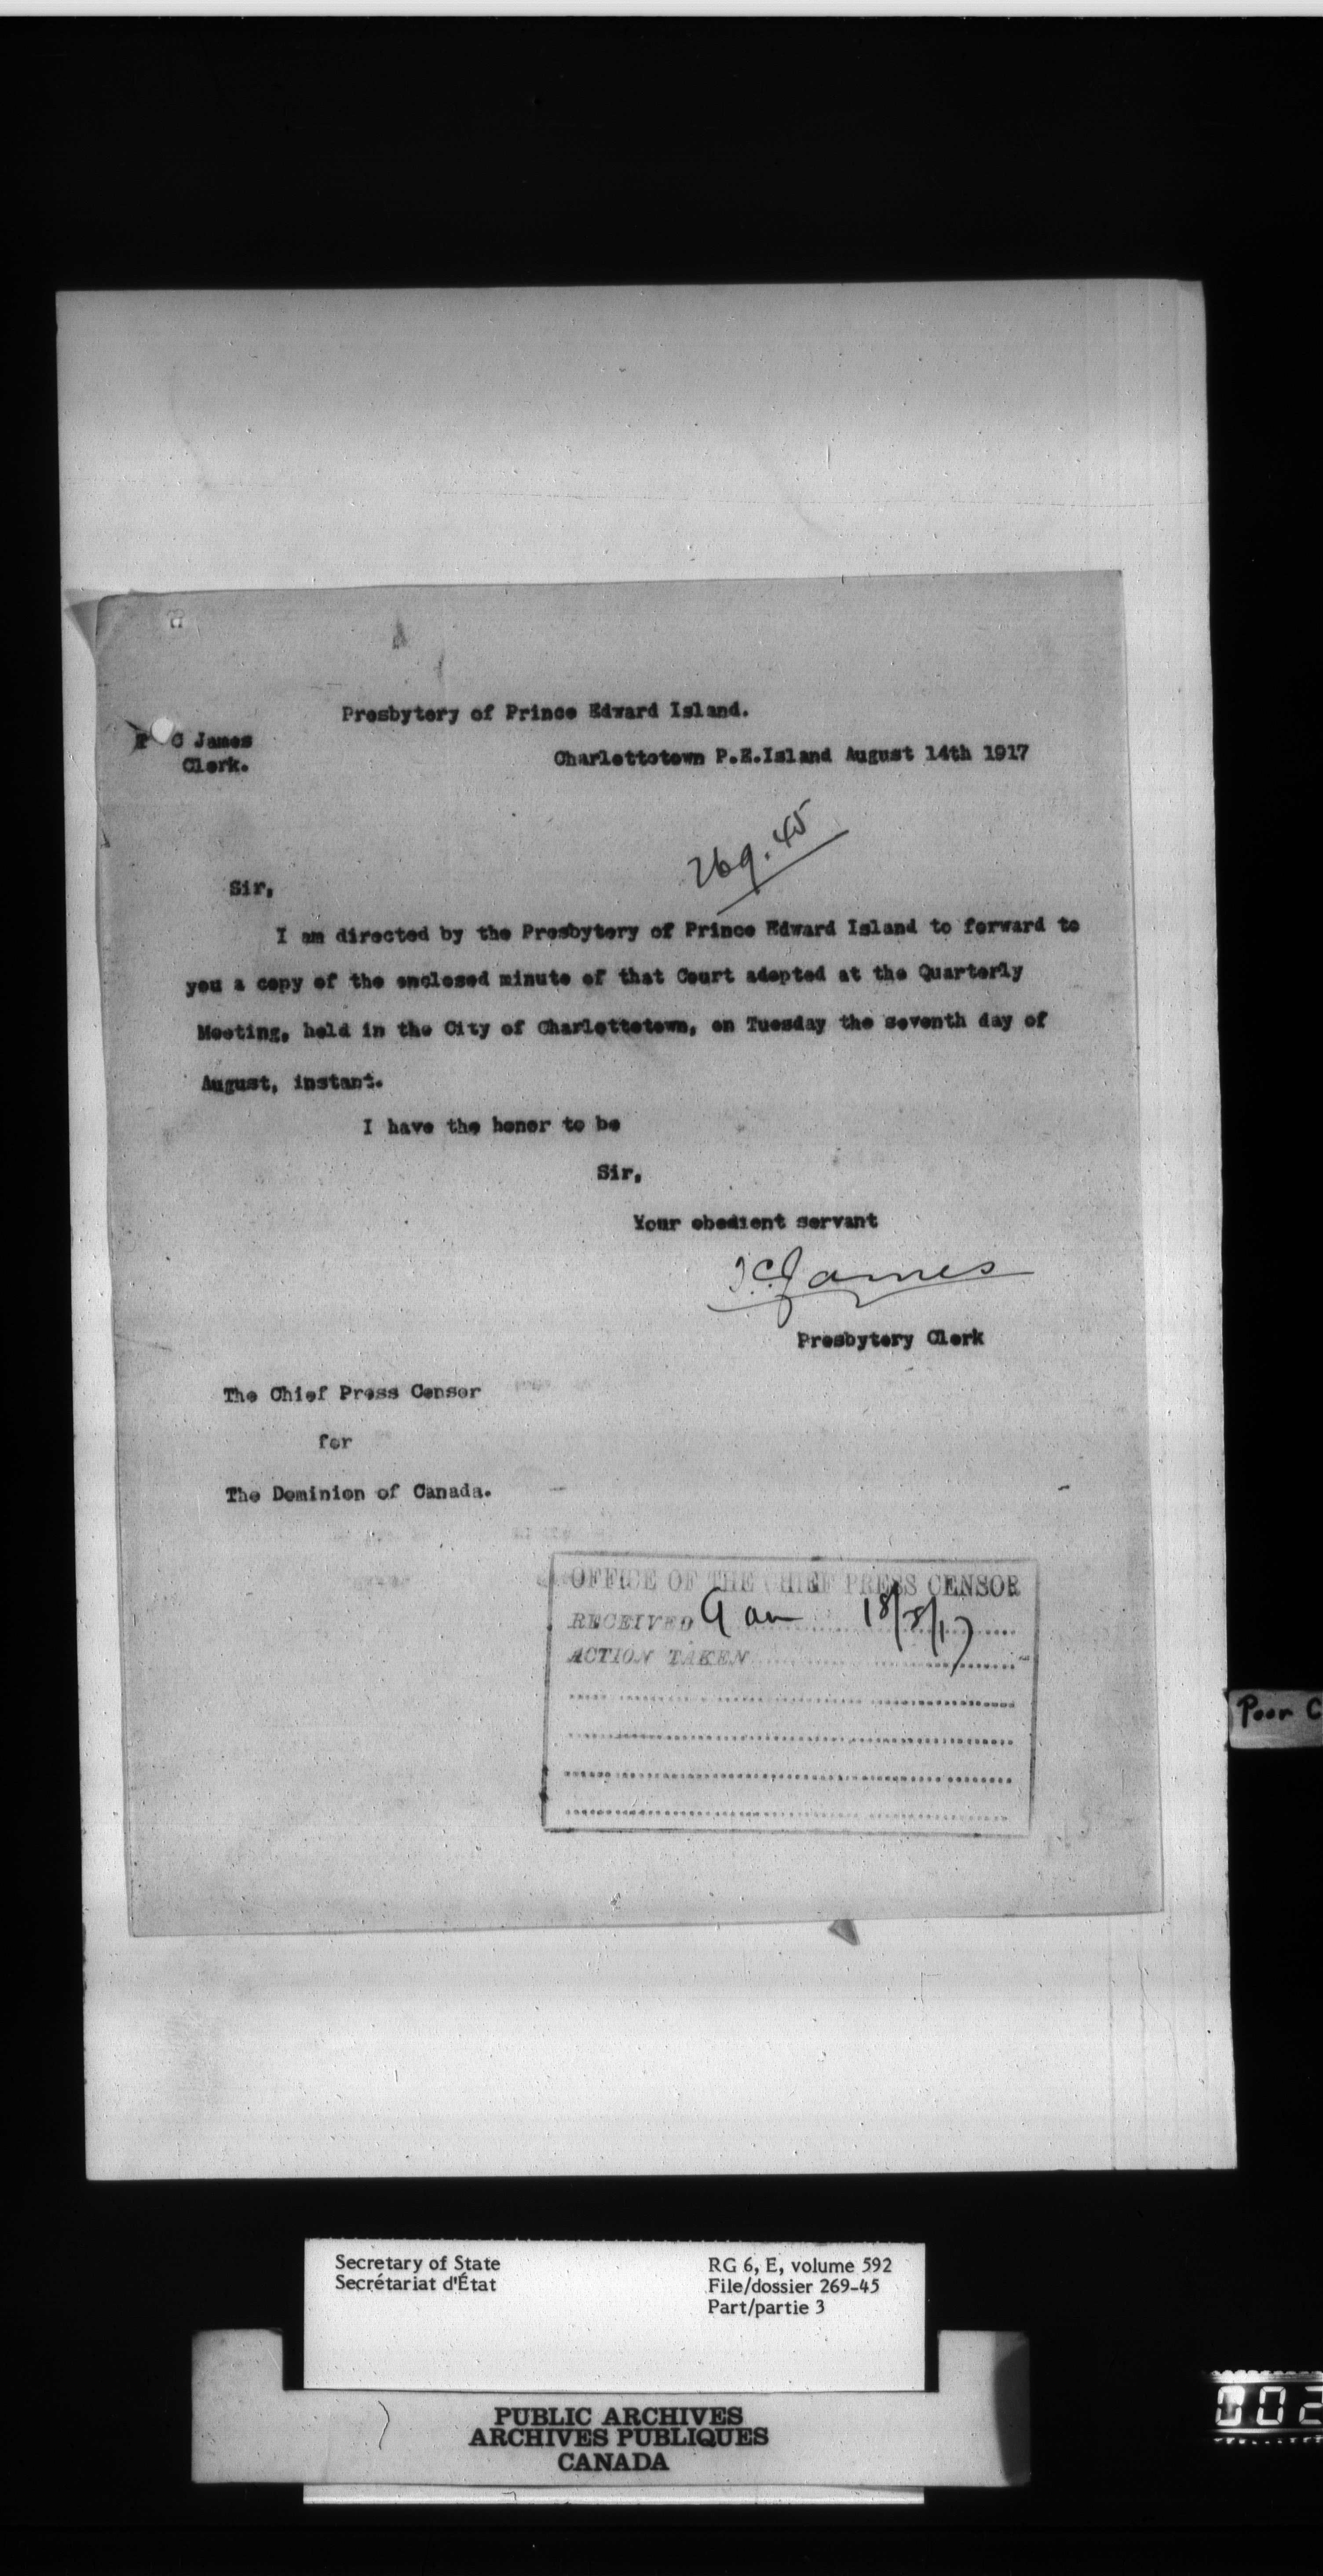 Presbytery of Prince Edward Island.
C James
Clerk.
Charlottetown P.E.Island August 14th 1917
269.45
Sir,
I am directed by the Presbytery of Prince Edward Island to forward to
you a copy of the enclosed minute of that Court adopted at the Quarterly
Meeting, held in the City of Charlottetown, on Tuesday the seventh day of
August, instant.
I have the honor to be
Sir,
Your obedient servant
T.C. James
Presbytery Clerk
The Chief Press Censor
for
The Dominion of Canada.
OFFICE OF THE CHIEF PRESS CENSOR
RECEIVED 9 am 18/8/17
ACTION TAKEN
Poor C
Secretary of State
Secrétariat d'État
RG 6, E, volume 592
File/dossier 269-45
Part/partie 3
PUBLIC ARCHIVES
ARCHIVES PUBLIQUES
CANADA
002